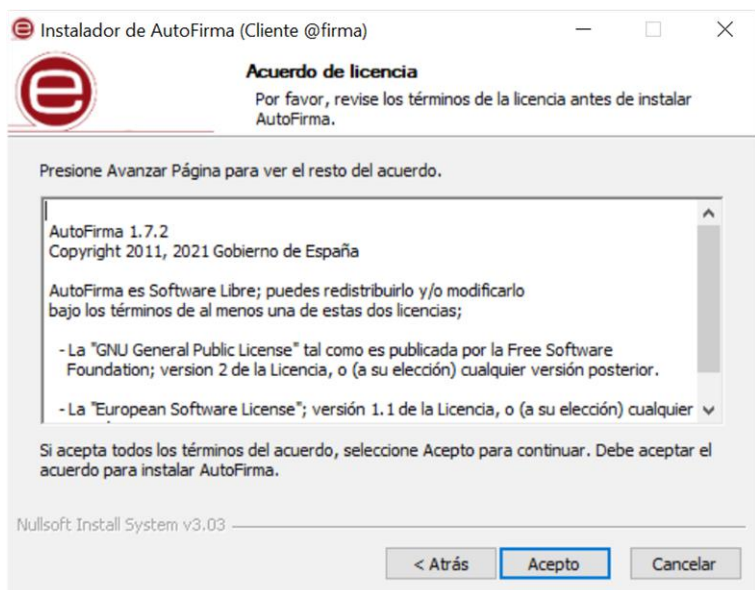 Instalador de AutoFirma (Cliente @firma)
Acuerdo de licencia
Por favor, revise los términos de la licencia antes de instalar
AutoFirma.
Presione Avanzar Página para ver el resto del acuerdo.
AutoFirma 1.7.2
Copyright 2011, 2021 Gobierno de España
AutoFirma es Software Libre; puedes redistribuirlo y/o modificarlo
bajo los términos de al menos una de estas dos licencias;
- La "GNU General Public License" tal como es publicada por la Free Software
Foundation; version 2 de la Licencia, o (a su elección) cualquier versión posterior.
- La "European Software License"; versión 1.1 de la Licencia, o (a su elección) cualquier
Si acepta todos los términos del acuerdo, seleccione Acepto para continuar. Debe aceptar el
acuerdo para instalar AutoFirma.
Nullsoft Install System v3.03
< Atrás
Acepto
Cancelar